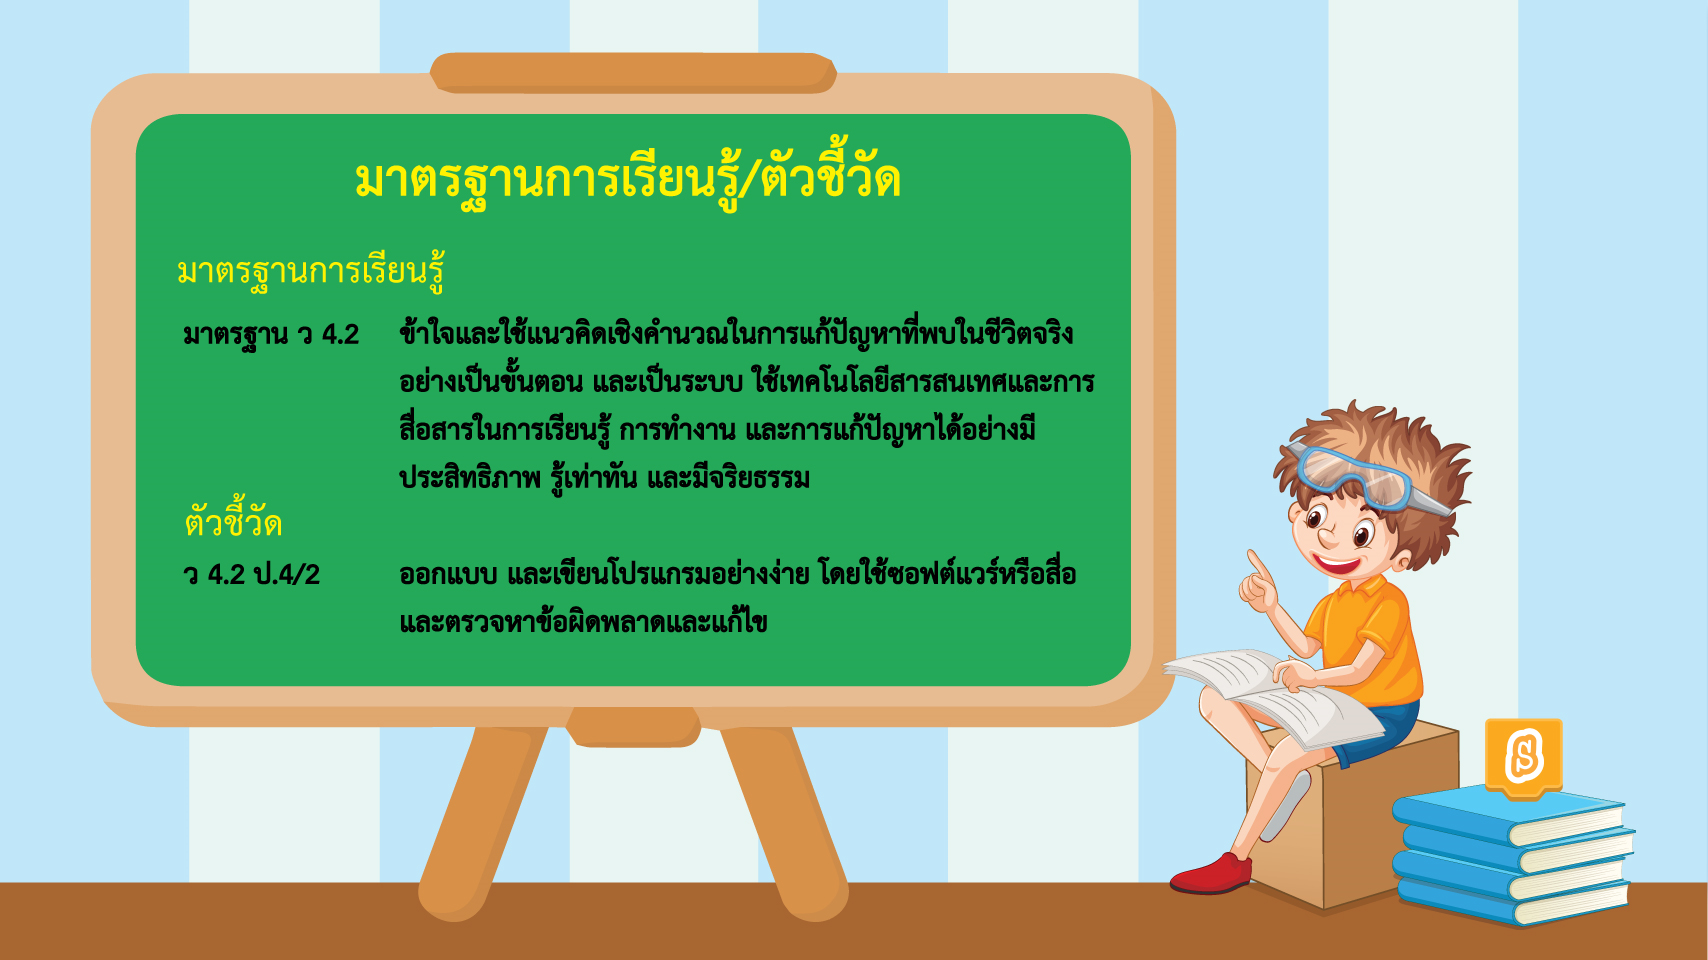 มาตรฐานการเรียนรู้/ตัวชี้วัด
มาตรฐานการเรียนรู้
มาตรฐาน ว 4.2 ข้าใจและใช้แนวคิดเชิงคำนวณในการแก้ปัญหาที่พบในชีวิตจริง
อย่างเป็นขั้นตอน และเป็นระบบ ใช้เทคโนโลยีสารสนเทศและการ
สื่อสารในการเรียนรู้ การทำงาน และการแก้ปัญหาได้อย่างมี
ประสิทธิภาพ รู้เท่าทัน และมีจริยธรรม
ตัวชี้วัด
ว 4.2 ป.4/2 ออกแบบ และเขียนโปรแกรมอย่างง่าย โดยใช้ซอฟต์แวร์หรือสื่อ
และตรวจหาข้อผิดพลาดและแก้ไข
S